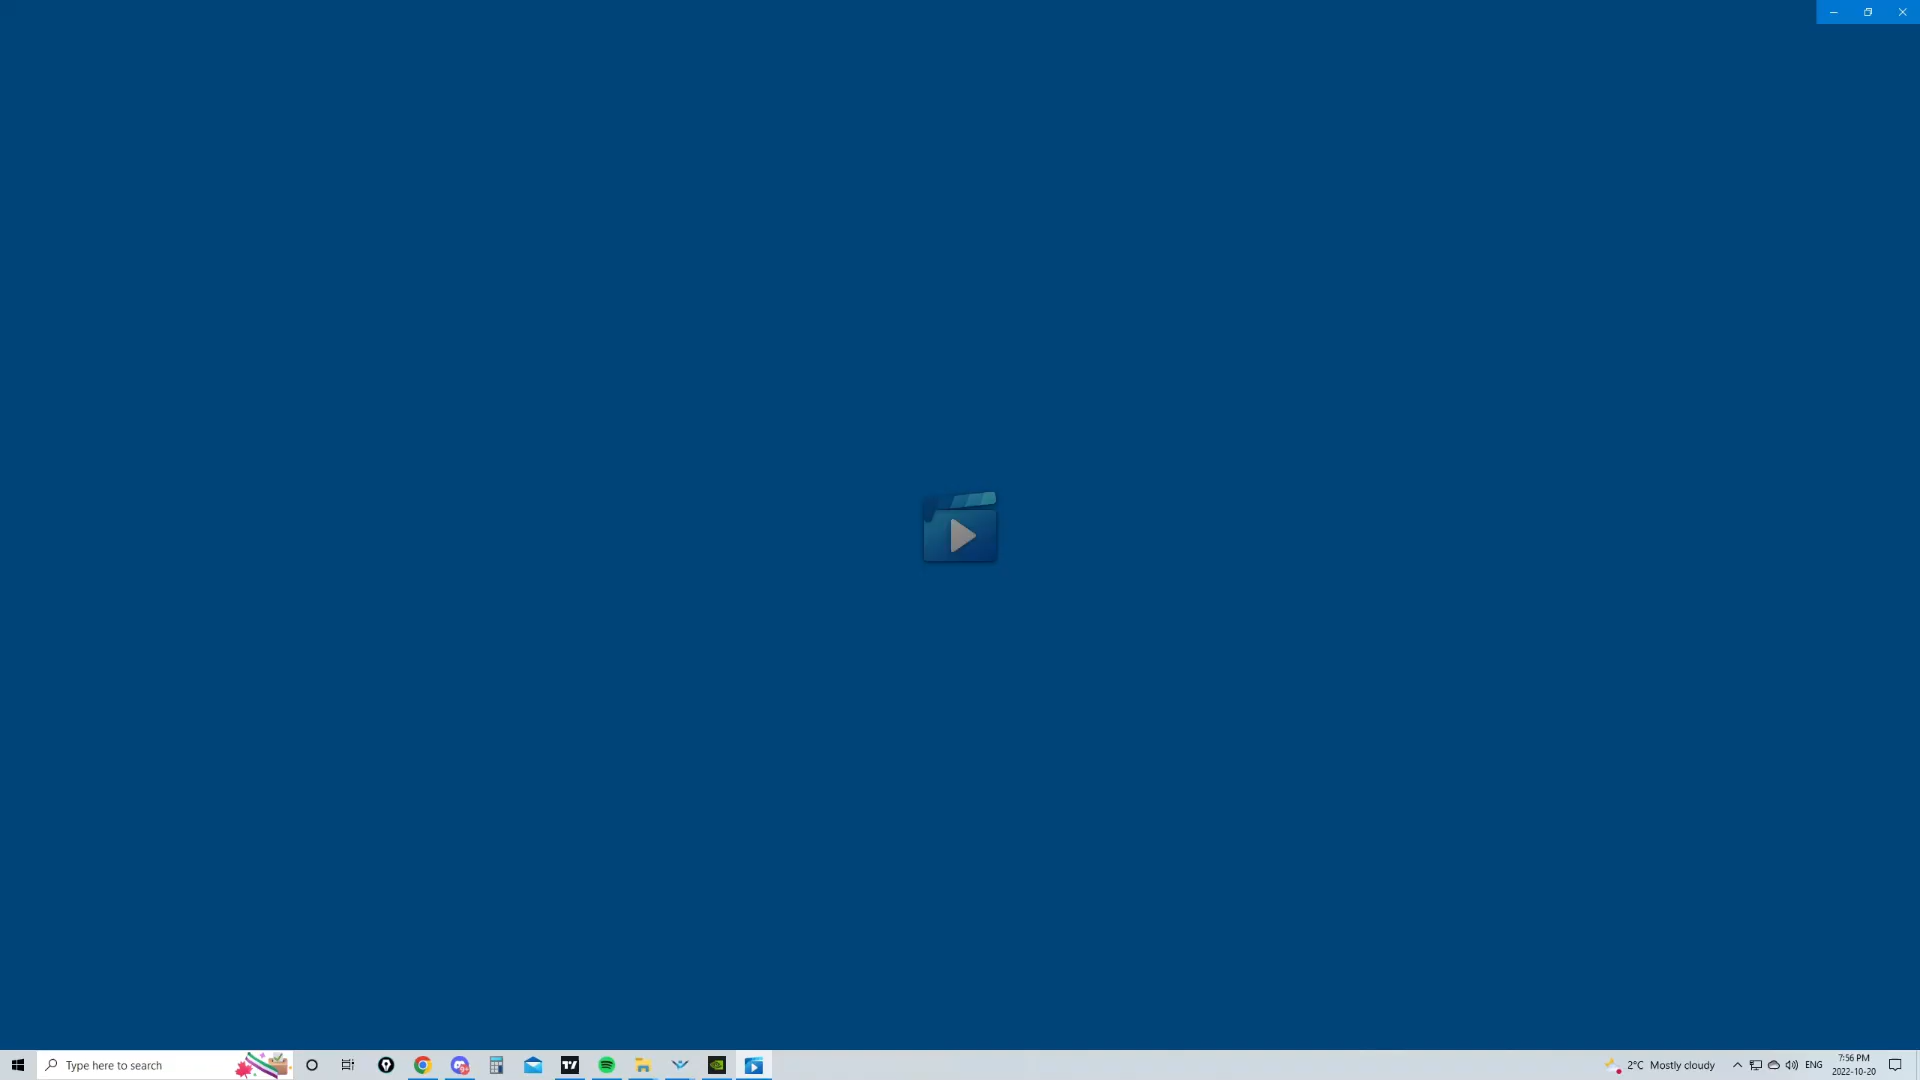 Type here to search
2°C Mostly cloudy
ENG
7:56 PM
2022-10-20